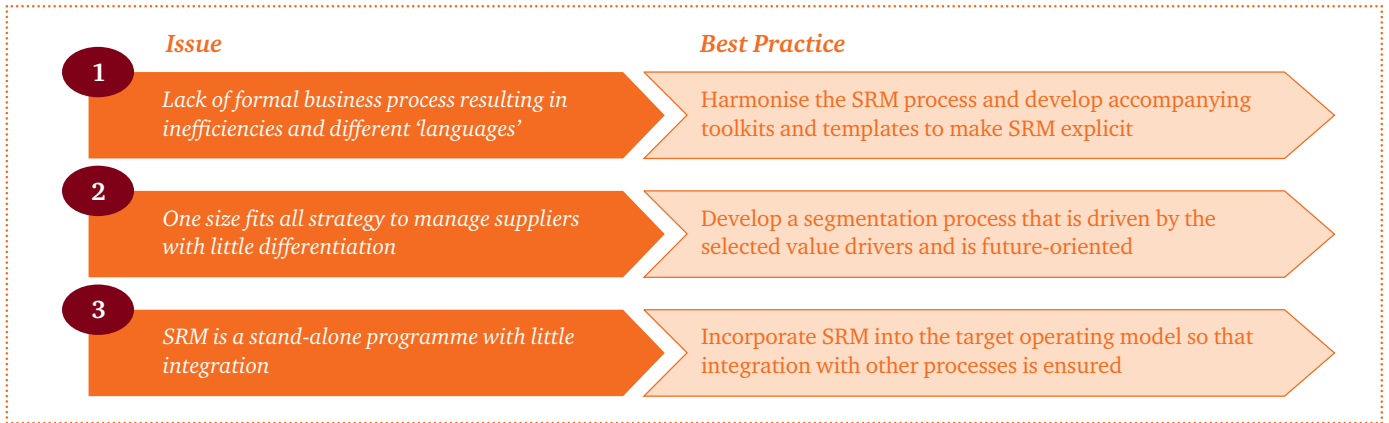 Issue
Best Practice
1
Lack of formal business process resulting in
inefficiencies and different ‘languages’
Harmonise the SRM process and develop accompanying
toolkits and templates to make SRM explicit
2
One size fits all strategy to manage suppliers
with little differentiation
Develop a segmentation process that is driven by the
selected value drivers and is future-oriented
3
SRM is a stand-alone programme with little
integration
Incorporate SRM into the target operating model so that
integration with other processes is ensured